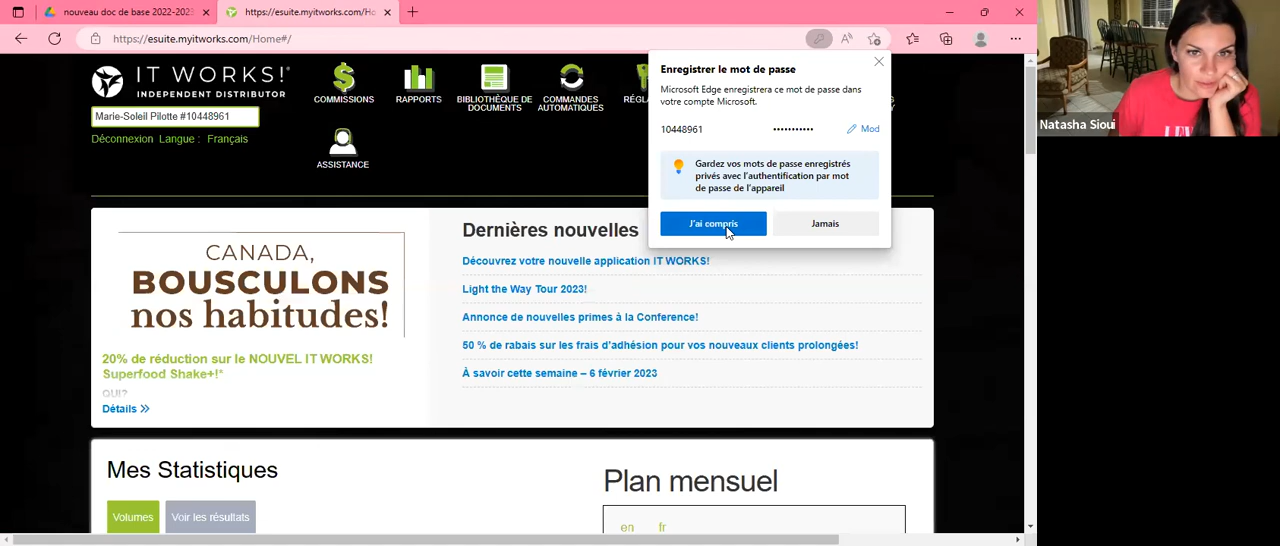 nouveau doc de base 2022-2023
https://esuite.myitworks.com/Ho
https://esuite.myitworks.com/Home#/
IT WORKS!
INDEPENDENT DISTRIBUTOR
Marie-Soleil Pilotte #10448961
Déconnexion Langue : Français
COMMISSIONS
RAPPORTS
BIBLIOTHÈQUE DE
DOCUMENTS
COMMANDES
AUTOMATIQUES
ASSISTANCE
Enregistrer le mot de passe
Microsoft Edge enregistrera ce mot de passe dans
votre compte Microsoft.
10448961 •••••••••••
Mod
Gardez vos mots de passe enregistrés
privés avec l'authentification par mot
de passe de l'appareil
J'ai compris
Jamais
Natasha Sioui
CANADA,
BOUSCULONS
nos habitudes!
20% de réduction sur le NOUVEL IT WORKS!
Superfood Shake+!*
QUI?
Détails
Dernières nouvelles
Découvrez votre nouvelle application IT WORKS!
Light the Way Tour 2023!
Annonce de nouvelles primes à la Conference!
50 % de rabais sur les frais d'adhésion pour vos nouveaux clients prolongées!
À savoir cette semaine – 6 février 2023
Mes Statistiques
Volumes
Voir les résultats
Plan mensuel
en fr